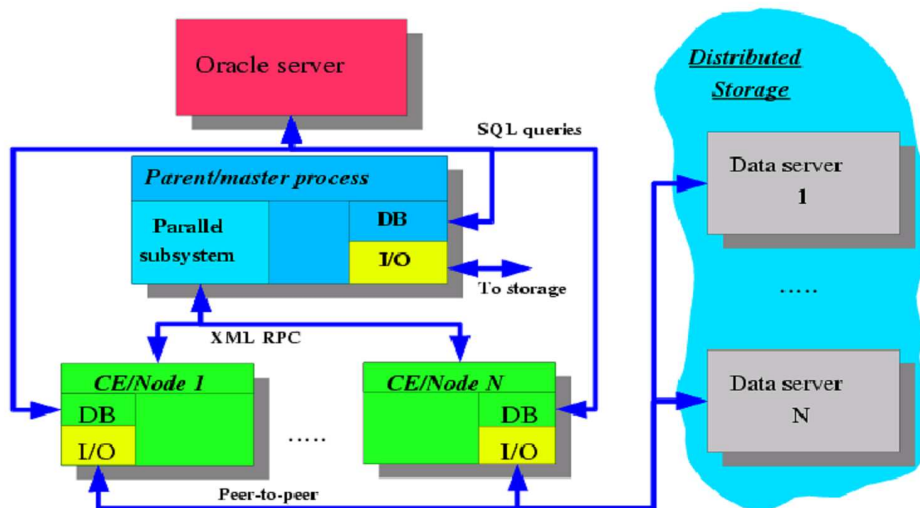 Oracle server
SQL queries
Parent/master process
Parallel
subsystem
DB
I/O
To storage
XML RPC
CE/Node 1
DB
I/O
.....
CE/Node N
DB
I/O
Peer-to-peer
Distributed
Storage
Data server
1
.....
Data server
N